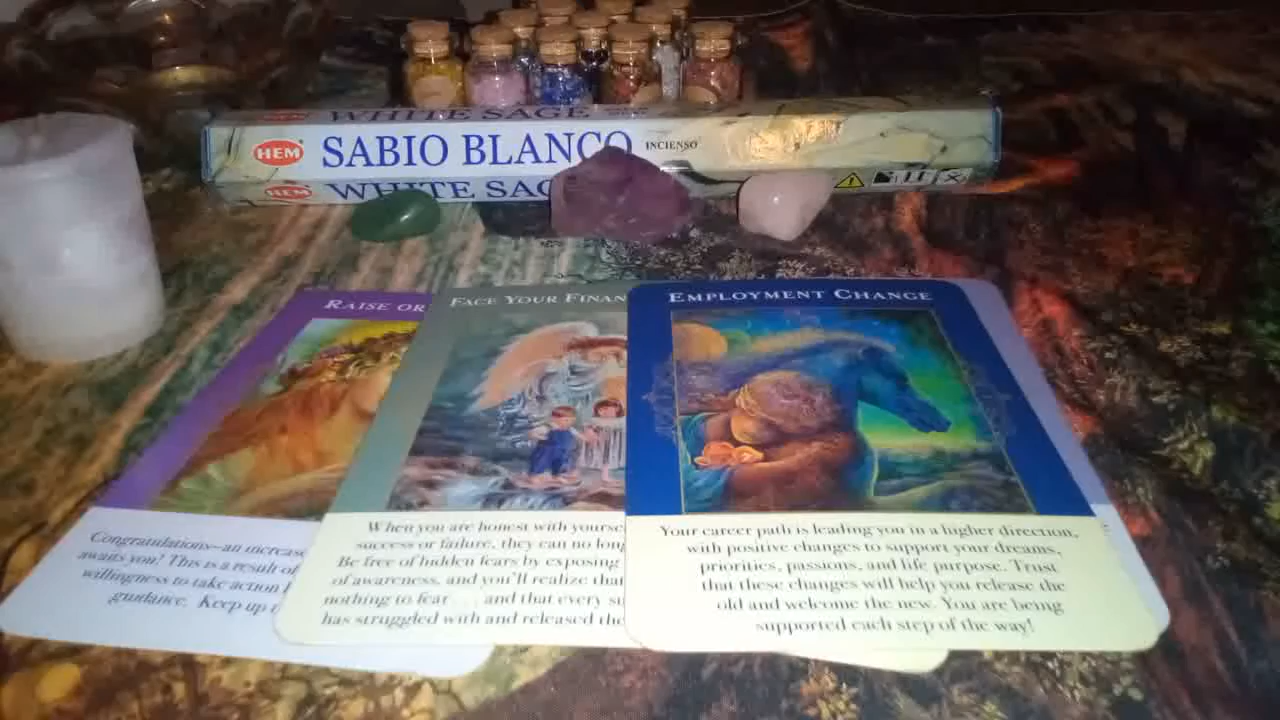 WHITE SAGE
HEM
SABIO BLANCO
INCIENSO
HEM
WHITE SAG
RAISE OR
Congratulations—an increase
awaits you! This is a result of
willingness to take action
guidance. Keep up
FACE YOUR FINAN
When you are honest with yourse
success or failure, they can no long
Be free of hidden fears by exposing
of awareness, and you'll realize that
nothing to fear . . . and that every su
has struggled with and released the
EMPLOYMENT CHANGE
Your career path is leading you in a higher direction,
with positive changes to support your dreams,
priorities, passions, and life purpose. Trust
that these changes will help you release the
old and welcome the new. You are being
supported each step of the way!